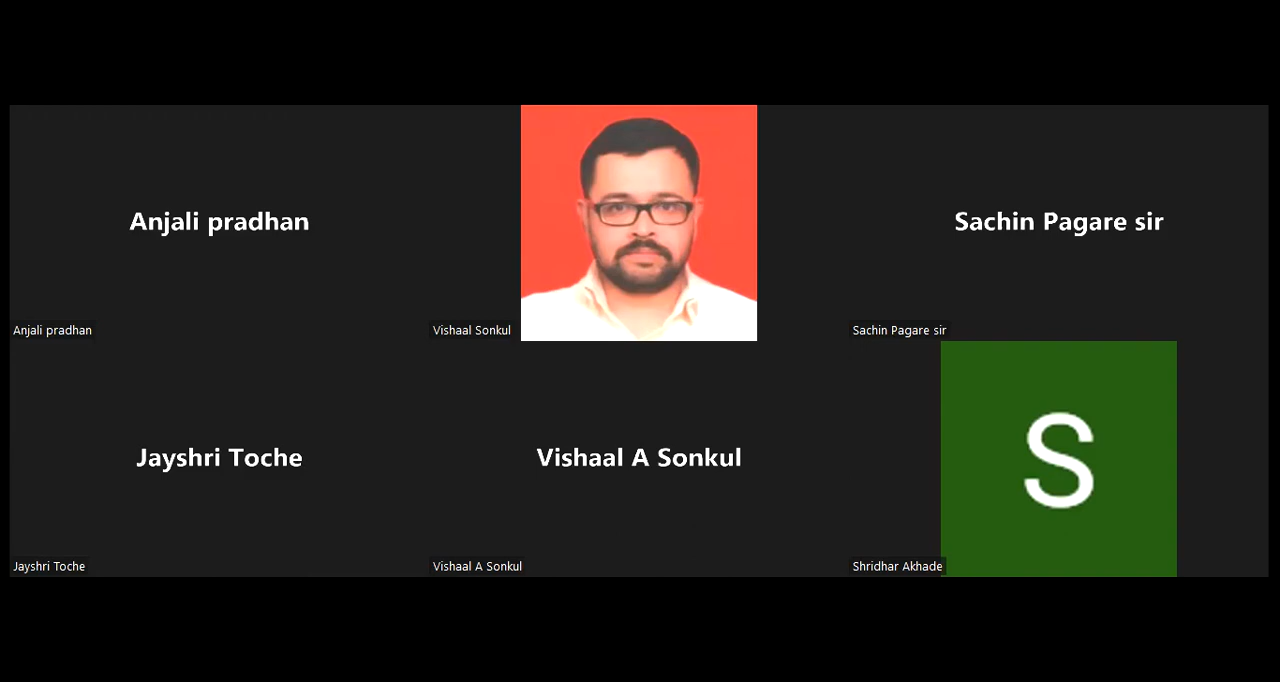 Anjali pradhan
Sachin Pagare sir
Anjali pradhan
Vishaal Sonkul
Sachin Pagare sir
Jayshri Toche
Vishaal A Sonkul
S
Jayshri Toche
Vishaal A Sonkul
Shridhar Akhade